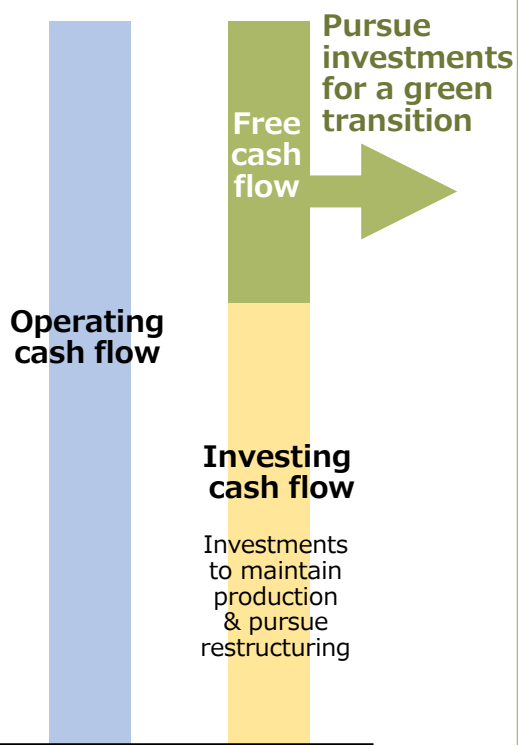 Pursue
investments
for a green
transition
Free
cash
flow
Operating
cash flow
Investing
cash flow
Investments
to maintain
production
& pursue
restructuring